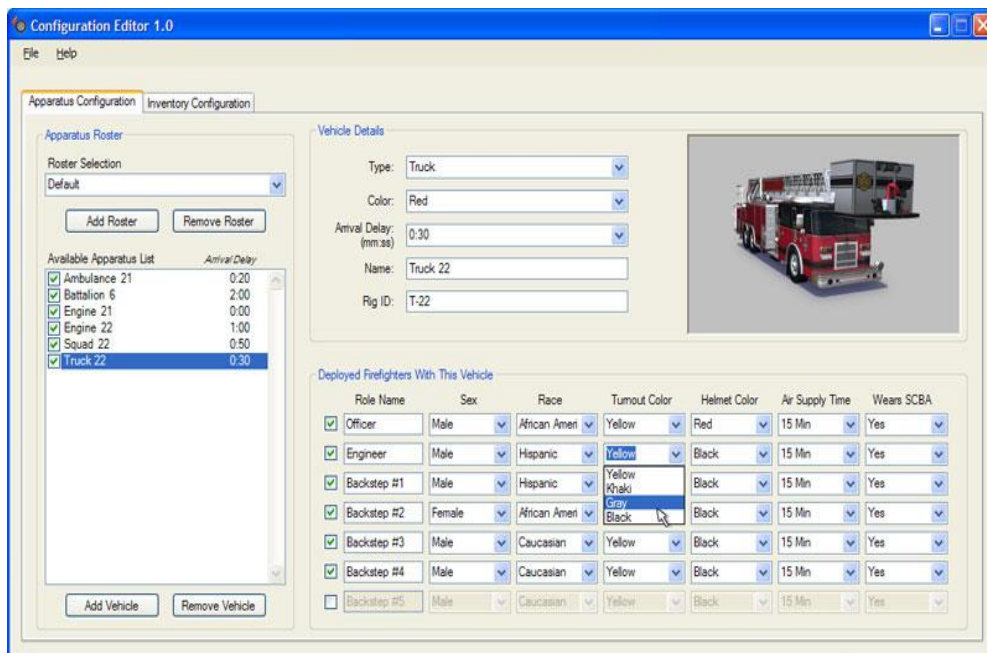 Configuration Editor 1.0
File Help
Apparatus Configuration Inventory Configuration
Apparatus Roster
Roster Selection
Default
Add Roster Remove Roster
Available Apparatus List Arrival Delay
Ambulance 21 0:20
Battalion 6 2:00
Engine 21 0:00
Engine 22 1:00
Squad 22 0:50
Truck 22 0:30
Add Vehicle Remove Vehicle
Vehicle Details
Type: Truck
Color: Red
Arrival Delay: (mm:ss) 0:30
Name: Truck 22
Rig ID: T-22
Deployed Firefighters With This Vehicle
Role Name Sex Race Turnout Color Helmet Color Air Supply Time Wears SCBA
Officer Male African Ameri Yellow Red 15 Min Yes
Engineer Male Hispanic Yellow Black 15 Min Yes
Backstep #1 Male Hispanic Black 15 Min Yes
Backstep #2 Female African Ameri Black 15 Min Yes
Yellow
Khaki
Gray
Black
Backstep #3 Male Caucasian Yellow Black 15 Min Yes
Backstep #4 Male Caucasian Yellow Black 15 Min Yes
Backstep #5 Male Caucasian Yellow Black 15 Min Yes